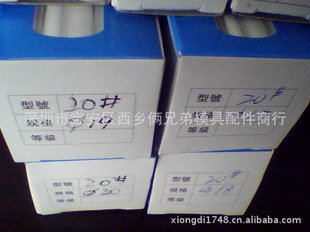 型號 20#
規格 φ19
等級
型號 20#
規格
等級
深圳市宝安区西乡俩兄弟模具配件商行
型號 20#
規格 φ20
等級
型號 20#
規格 φ18
等級
xiongdi1748.cn.alibaba.com